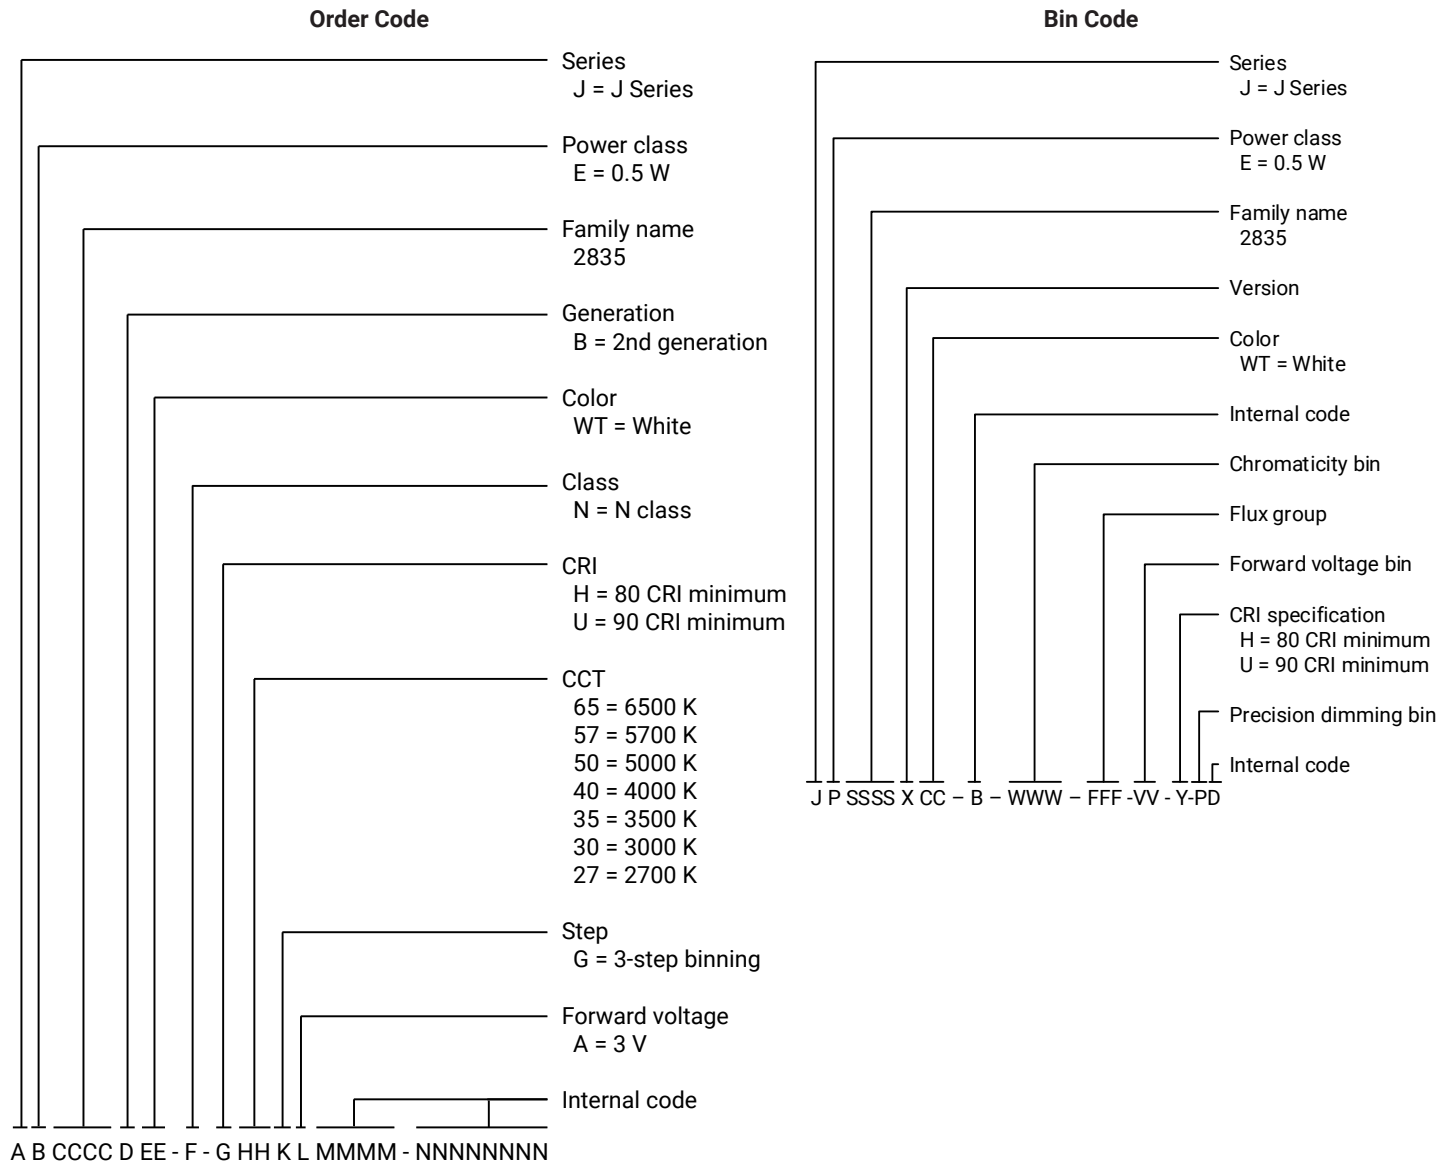 Order Code
Series
J = J Series
Power class
E = 0.5 W
Family name
2835
Generation
B = 2nd generation
Color
WT = White
Class
N = N class
CRI
H = 80 CRI minimum
U = 90 CRI minimum
CCT
65 = 6500 K
57 = 5700 K
50 = 5000 K
40 = 4000 K
35 = 3500 K
30 = 3000 K
27 = 2700 K
Step
G = 3-step binning
Forward voltage
A = 3 V
Internal code
A B CCCC D EE - F - G HH K L MMMM - NNNNNNNN
Bin Code
Series
J = J Series
Power class
E = 0.5 W
Family name
2835
Version
Color
WT = White
Internal code
Chromaticity bin
Flux group
Forward voltage bin
CRI specification
H = 80 CRI minimum
U = 90 CRI minimum
Precision dimming bin
Internal code
J P SSSS X CC – B – WWW – FFF -VV - Y-PD